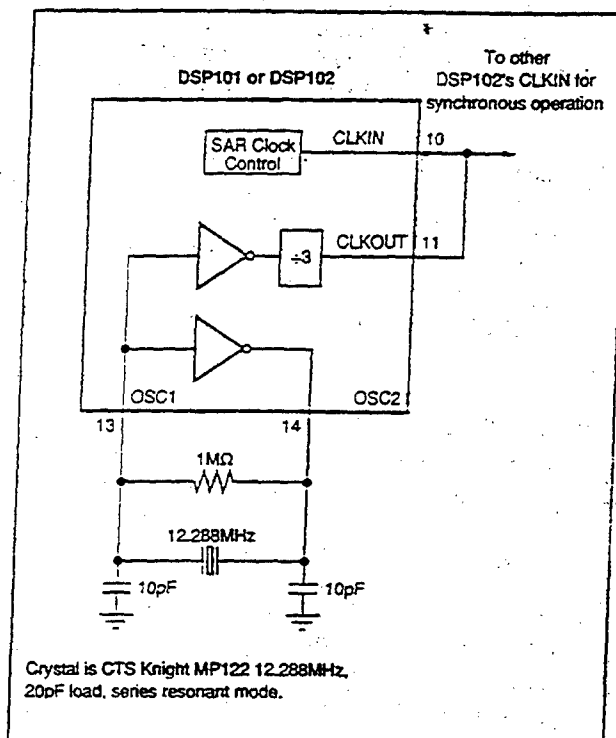 To other
DSP102's CLKIN for
synchronous operation
DSP101 or DSP102
SAR Clock
Control
CLKIN
10
CLKOUT
11
÷3
OSC1
OSC2
13
14
1MΩ
12.288MHz
10pF
10pF
Crystal is CTS Knight MP122 12.288MHz,
20pF load, series resonant mode.